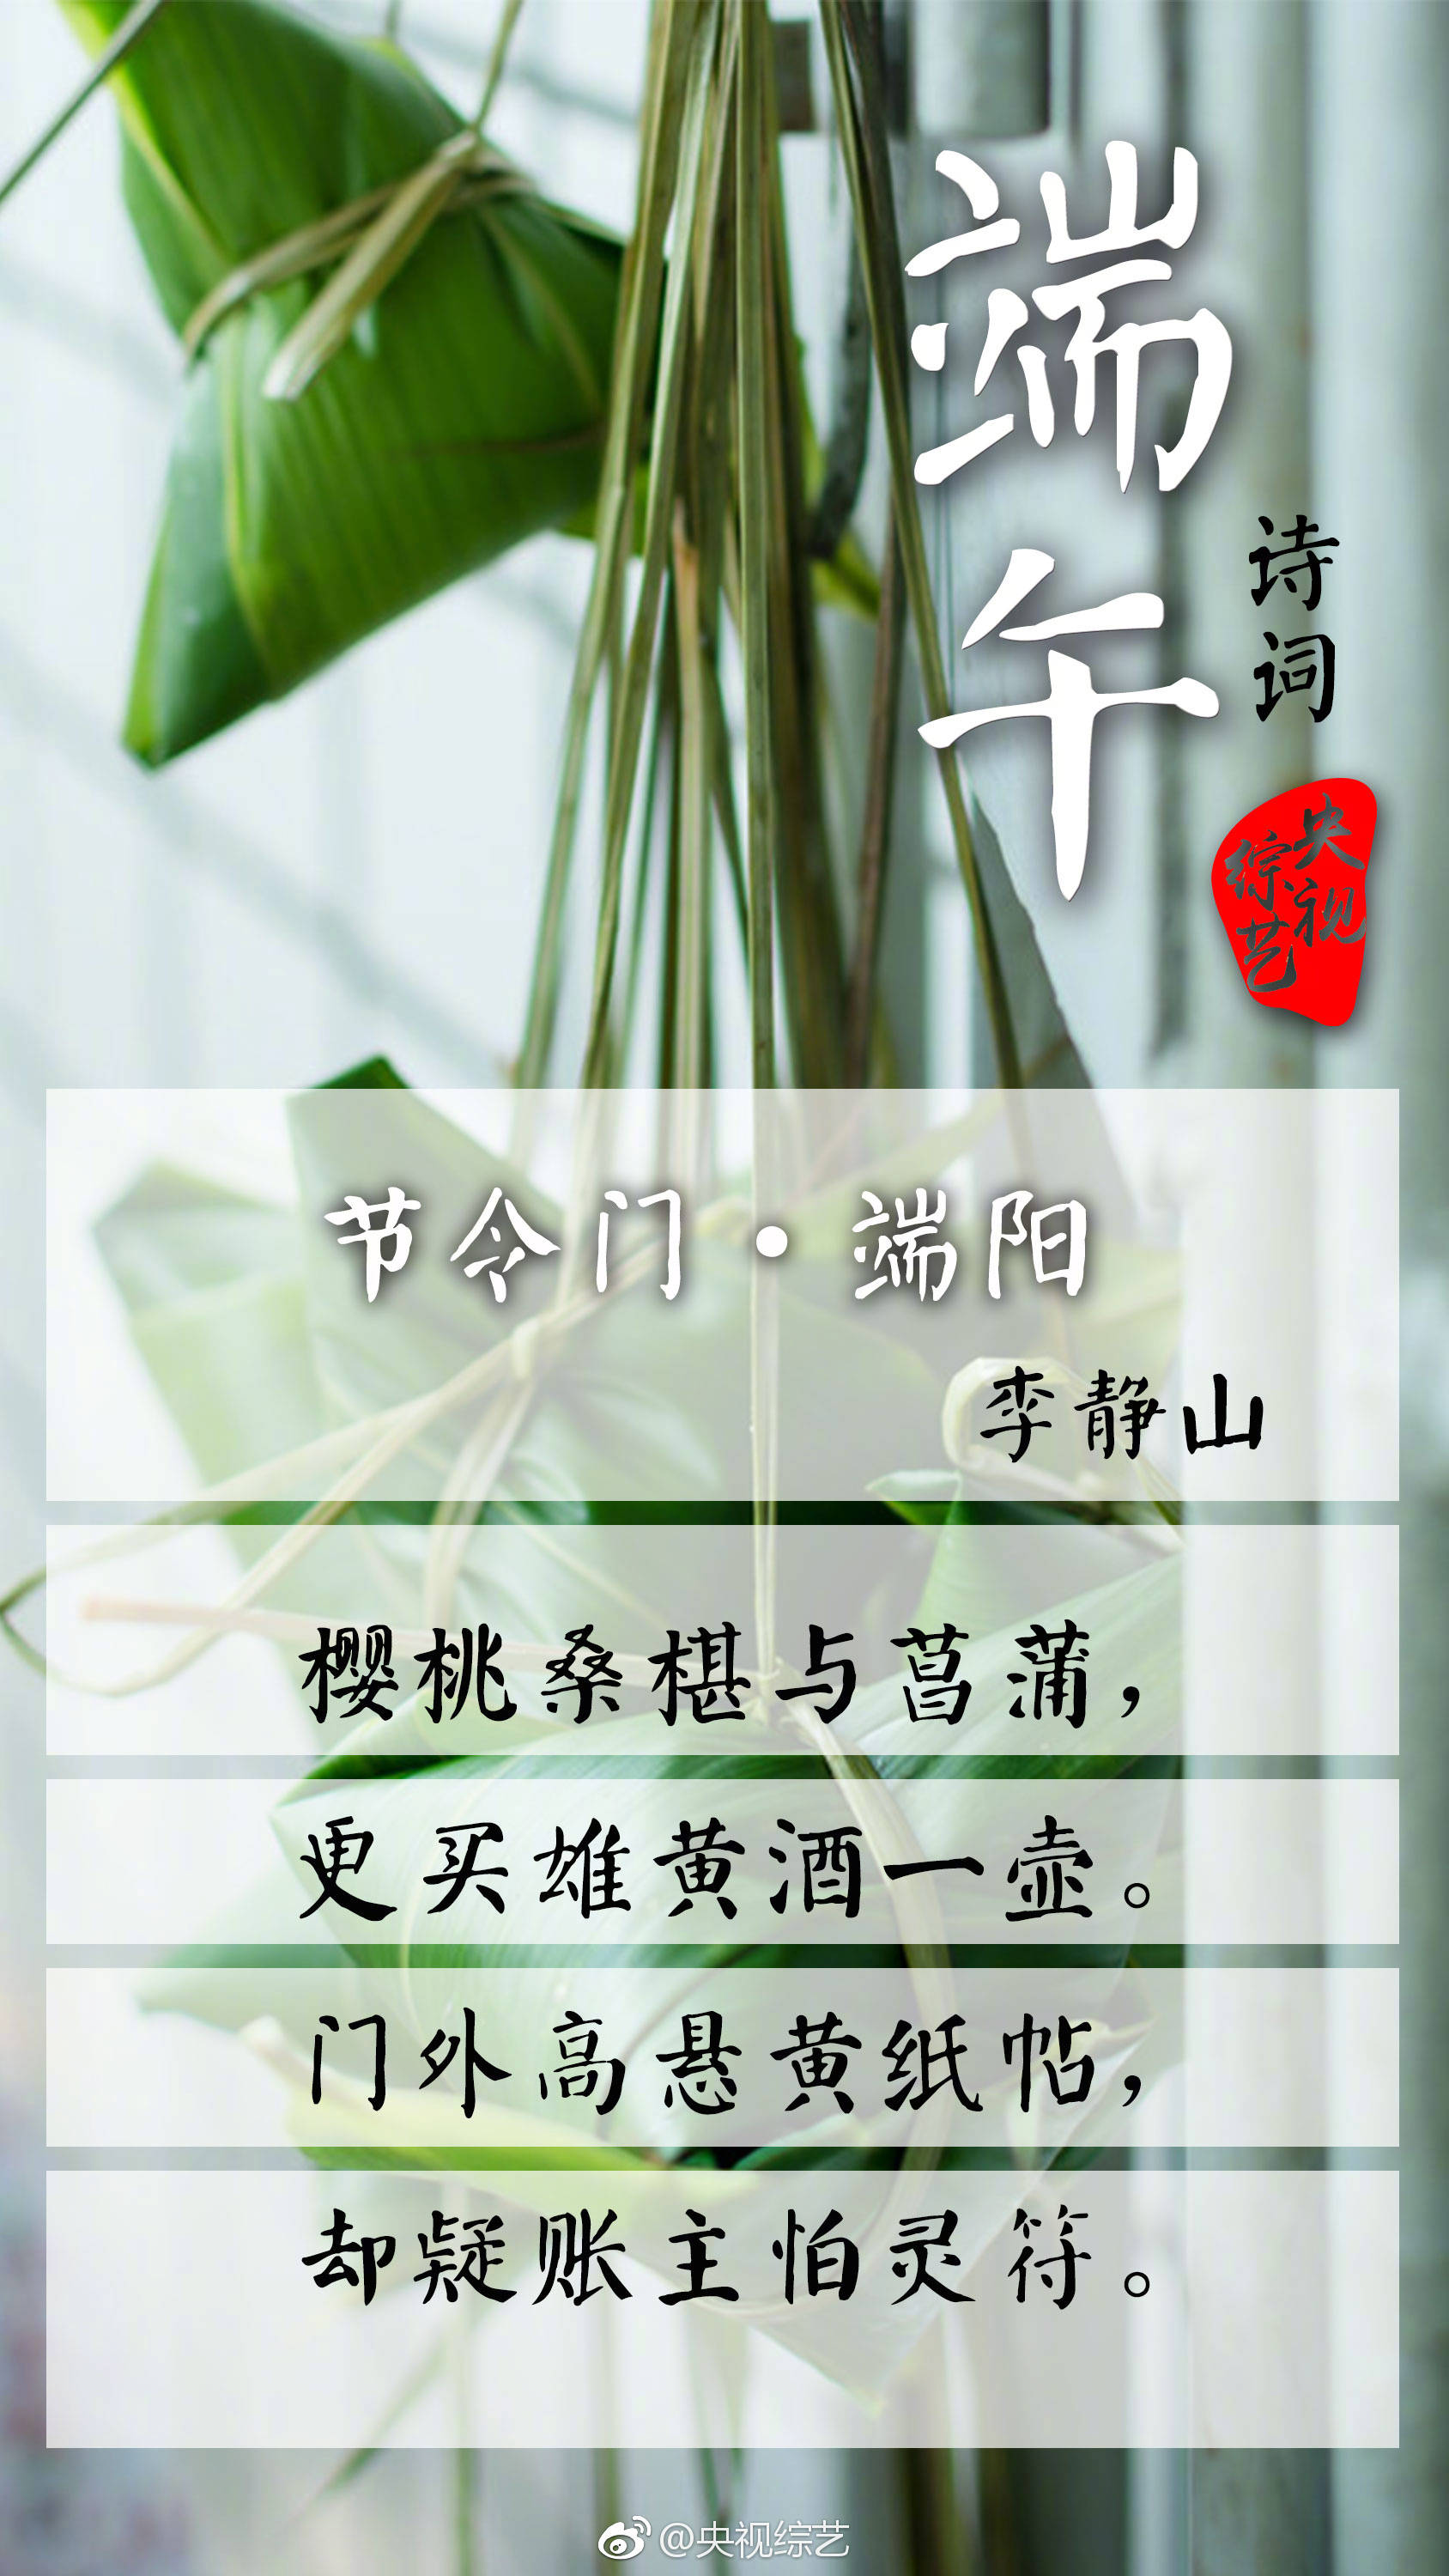 端午
诗词
央视
综艺
节令门·端阳
李静山
樱桃桑椹与菖蒲，
更买雄黄酒一壶。
门外高悬黄纸帖，
却疑账主怕灵符。
@央视综艺